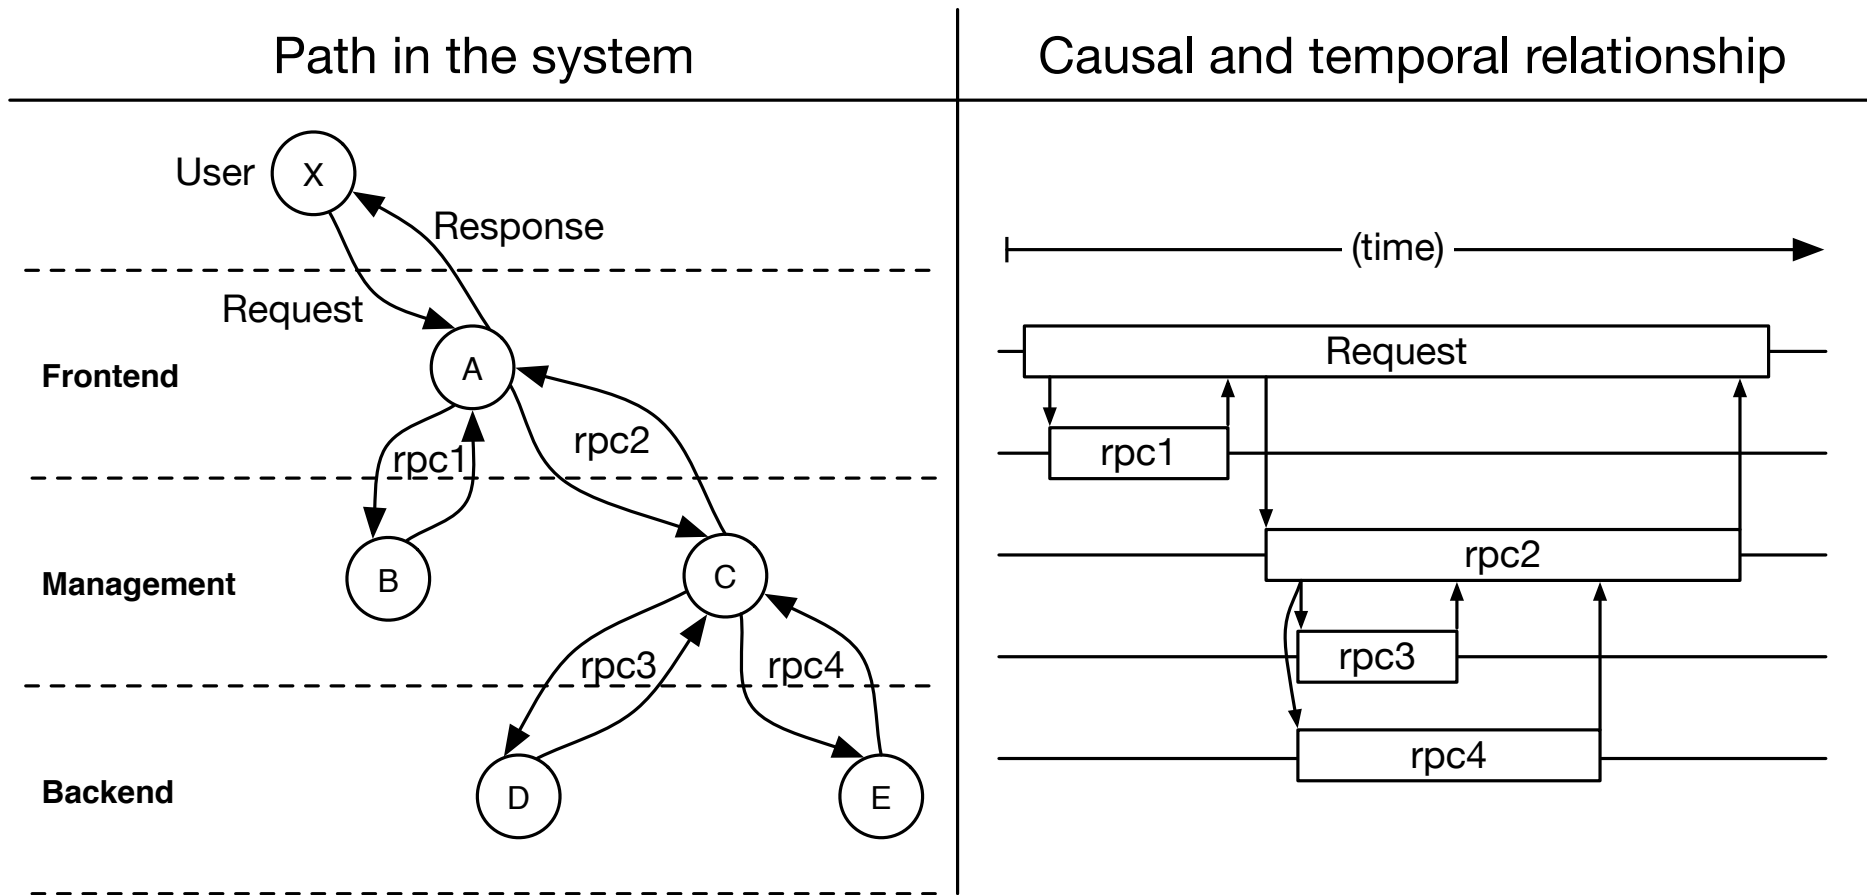 Path in the system
Causal and temporal relationship
User
X
Response
Request
Frontend
A
rpc1
rpc2
Management
B
C
rpc3
rpc4
Backend
D
E
(time)
Request
rpc1
rpc2
rpc3
rpc4